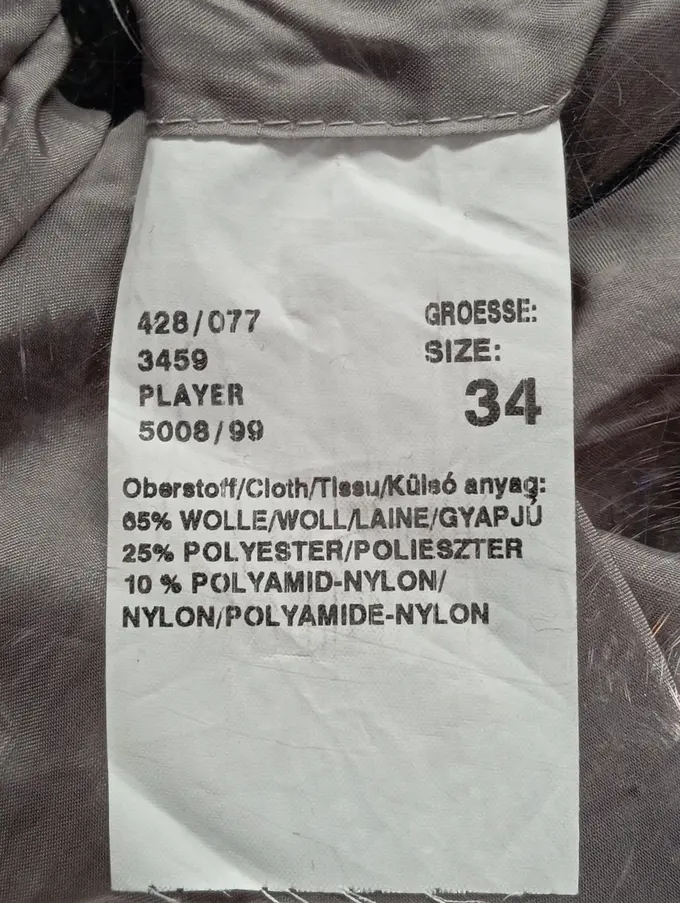 428/077
3459
PLAYER
5008/99
GROESSE:
SIZE:
34
Oberstoff/Cloth/Tissu/Külsó anyag:
65% WOLLE/WOLL/LAINE/GYAPJÚ
25% POLYESTER/POLIESZTER
10 % POLYAMID-NYLON/
NYLON/POLYAMIDE-NYLON